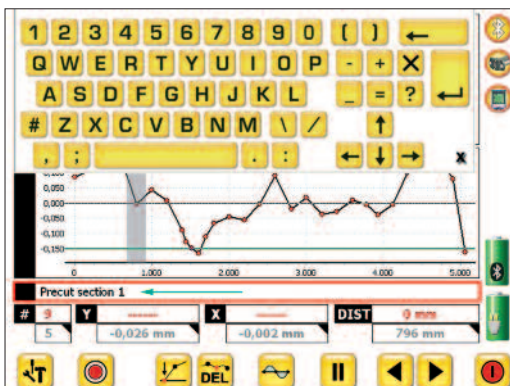 1 2 3 4 5 6 7 8 9 0 ( ) ←
Q W E R T Y U I O P - + X
A S D F G H J K L _ = ? ↵
# Z X C V B N M \ / ↑
, ; . : ← ↓ → x
0,050
0,000
-0,050
-0,100
-0,150
0 1.000 2.000 3.000 4.000 5.000
Precut section 1
# 9 Y ----- X ----- DIST 0 mm
5 -0,026 mm -0,002 mm 796 mm
T DEL